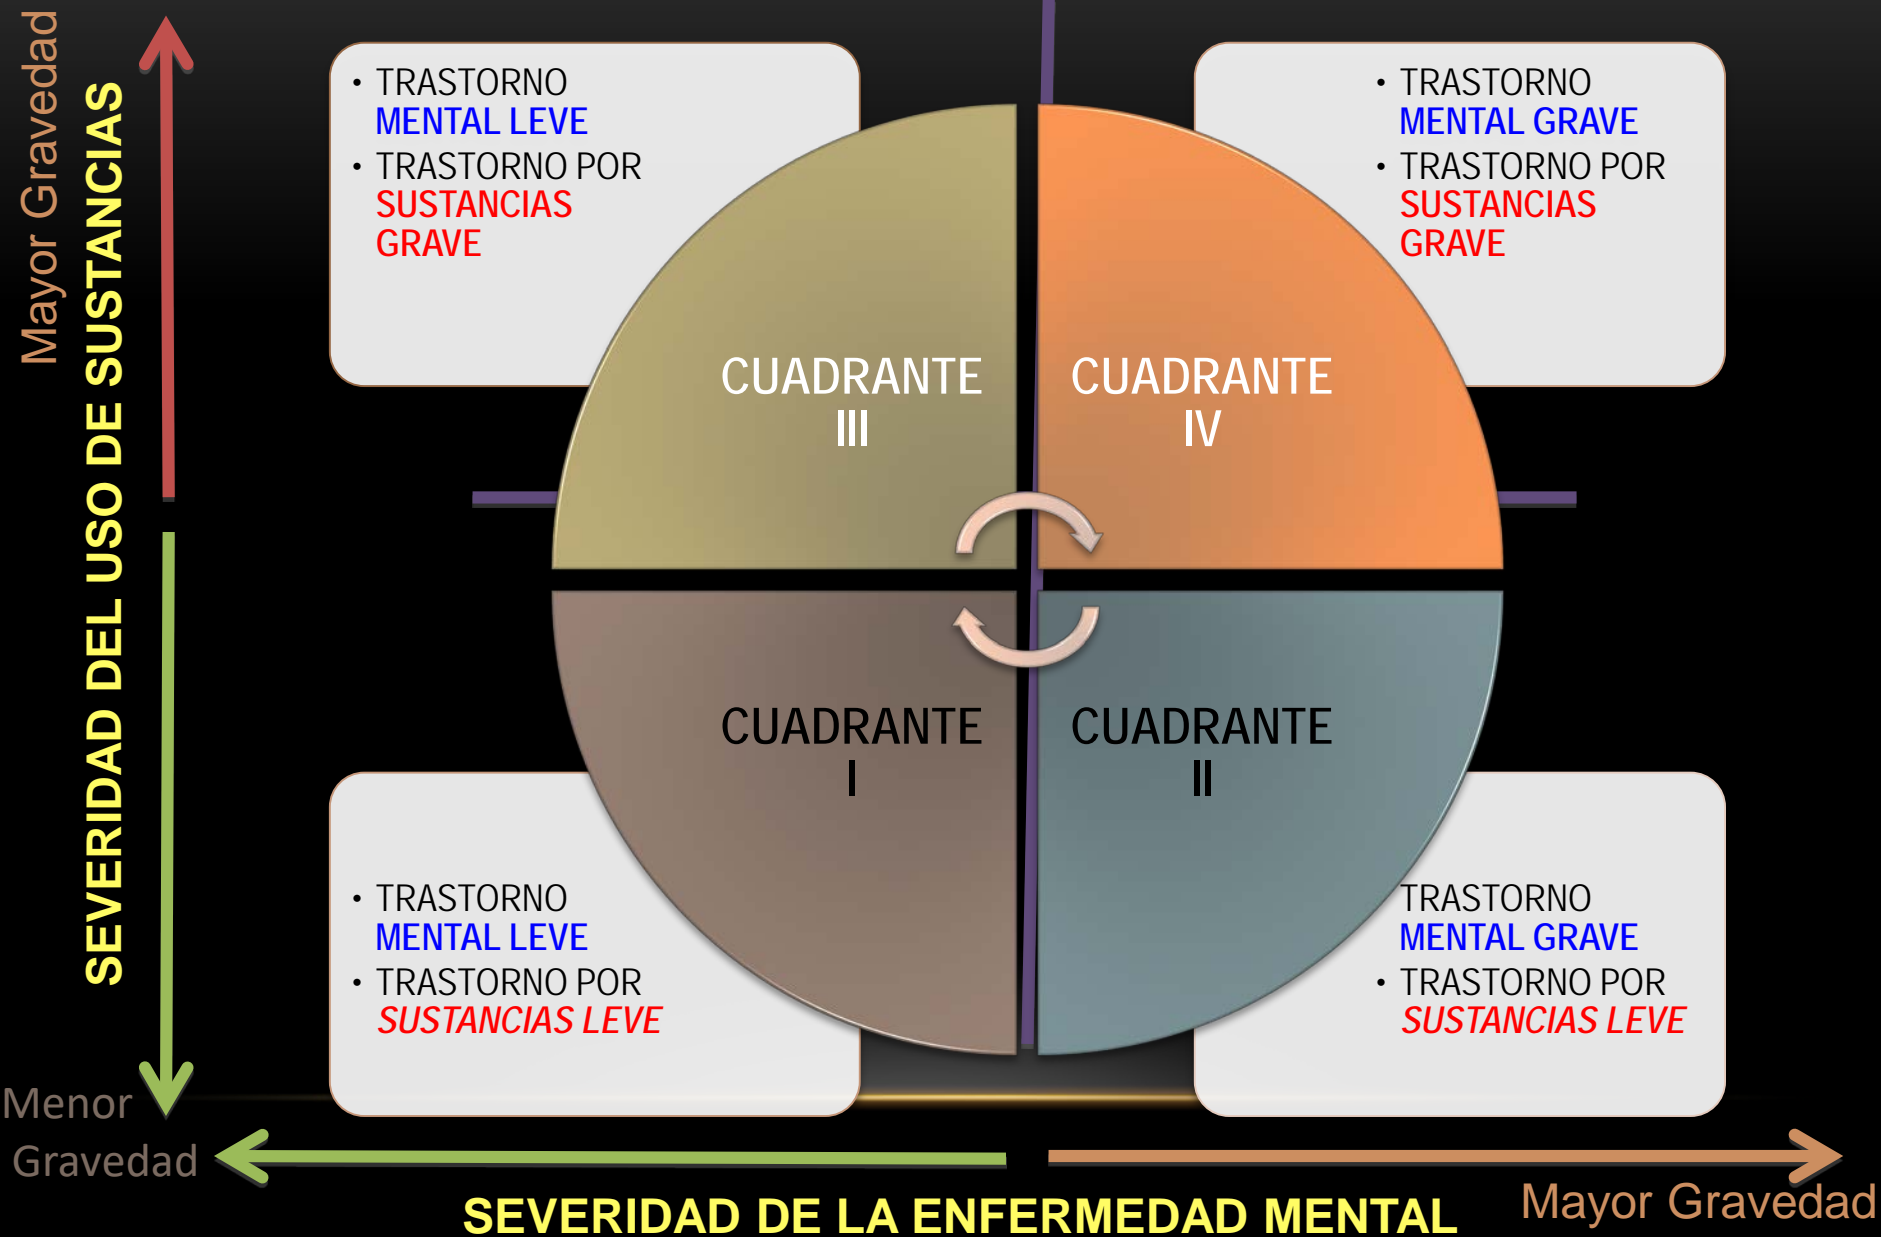 Mayor Gravedad
SEVERIDAD DEL USO DE SUSTANCIAS
• TRASTORNO
MENTAL LEVE
• TRASTORNO POR
SUSTANCIAS
GRAVE
• TRASTORNO
MENTAL GRAVE
• TRASTORNO POR
SUSTANCIAS
GRAVE
CUADRANTE
III
CUADRANTE
IV
CUADRANTE
I
CUADRANTE
II
• TRASTORNO
MENTAL LEVE
• TRASTORNO POR
SUSTANCIAS LEVE
TRASTORNO
MENTAL GRAVE
• TRASTORNO POR
SUSTANCIAS LEVE
Menor
Gravedad
SEVERIDAD DE LA ENFERMEDAD MENTAL
Mayor Gravedad